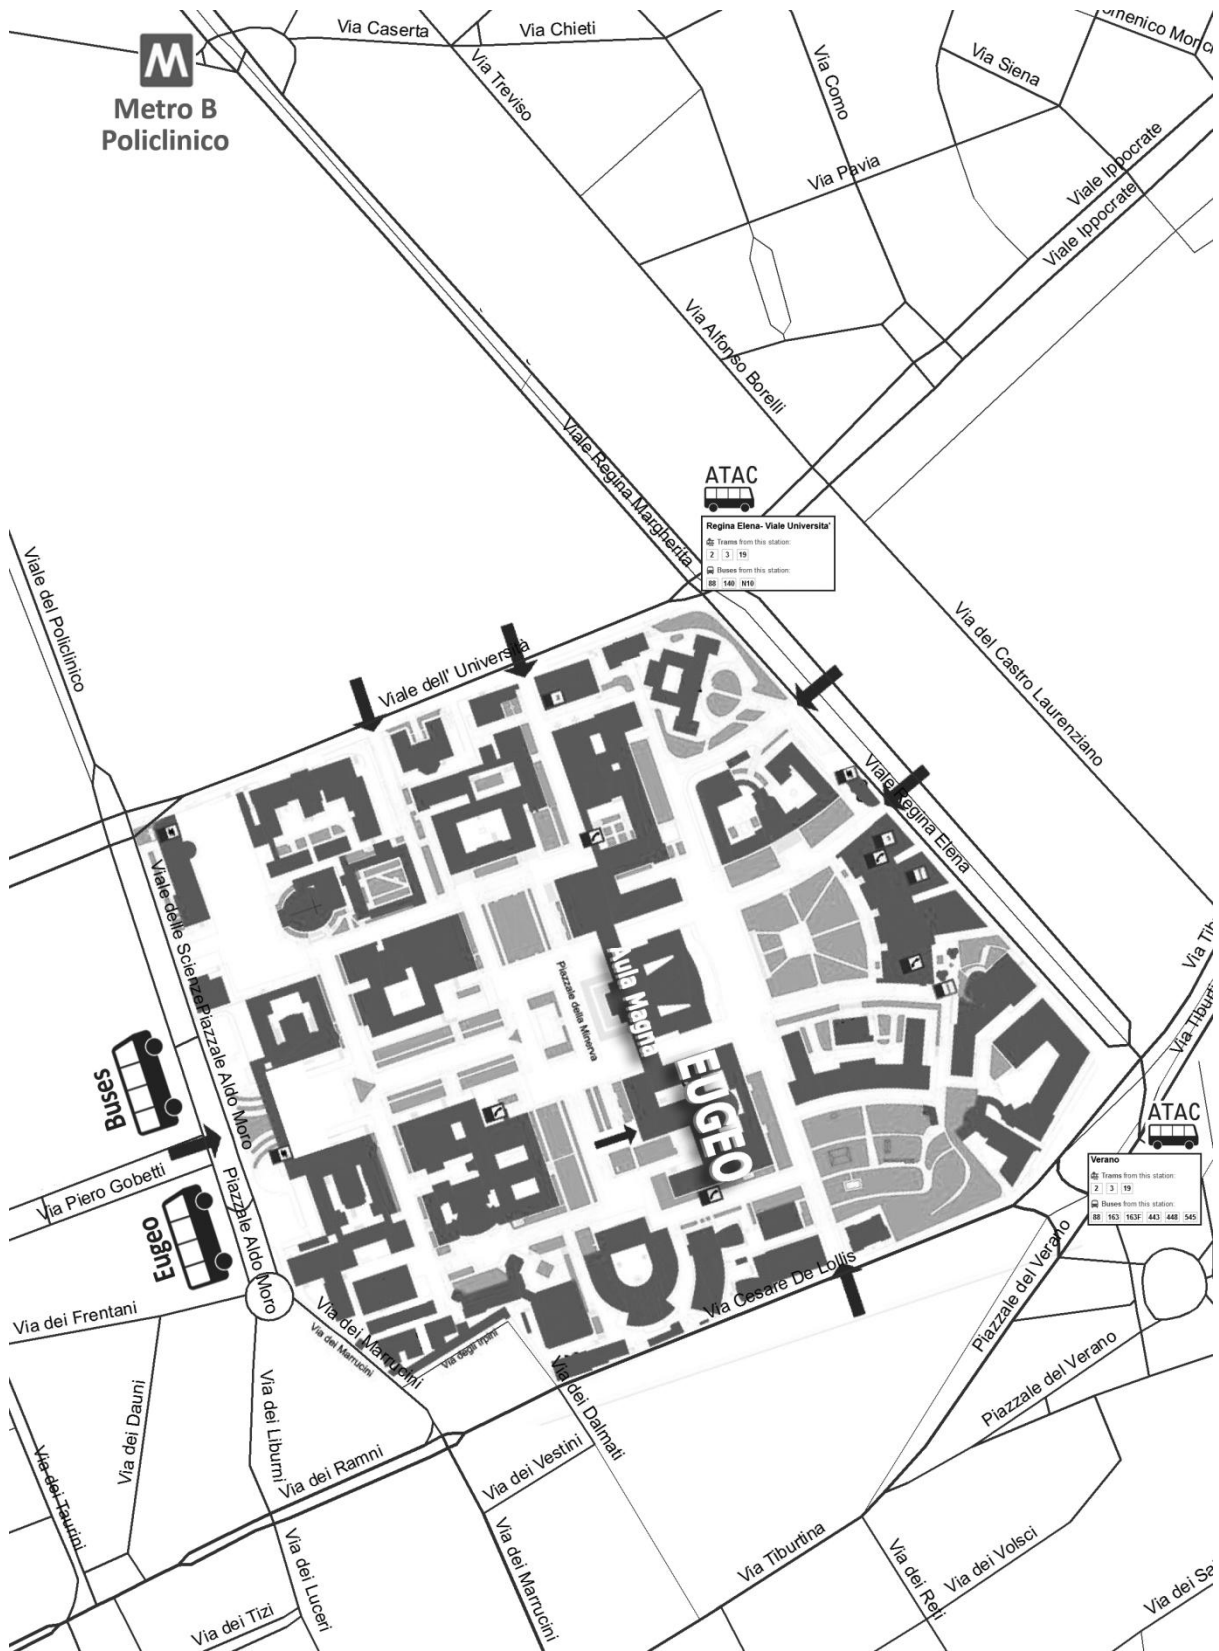 Via Caserta
Via Chieti
Via Treviso
Via Como
Via Siena
M
Metro B
Policlinico
Via Pavia
Viale Ippocrate
Viale Ippocrate
Via Alfonso Borelli
Viale Regina Margherita
ATAC
Regina Elena- Viale Universita'
Trams from this station:
2 3 19
Buses from this station:
88 140 N10
Viale del Policlinico
Viale dell' Università
Via del Castro Laurenziano
Viale Regina Elena
Viale delle Scienze
Piazzale Aldo Moro
Aula Magna
Piazzale della Minerva
EUGEO
Buses
Via Piero Gobetti
Eugeo
Piazzale Aldo Moro
ATAC
Verano
Trams from this station:
2 3 19
Buses from this station:
88 163 163F 443 448 545
Via Cesare De Lollis
Piazzale del Verano
Piazzale del Verano
Via dei Frentani
Via dei Marrucini
Via dei Marrucini
Via degli Irpini
Via dei Dalmati
Via dei Dauni
Via dei Liburni
Via dei Taurini
Via dei Ramni
Via dei Vestini
Via dei Marrucini
Via dei Luceri
Via dei Tizi
Via Tiburtina
Via dei Reti
Via dei Volsci